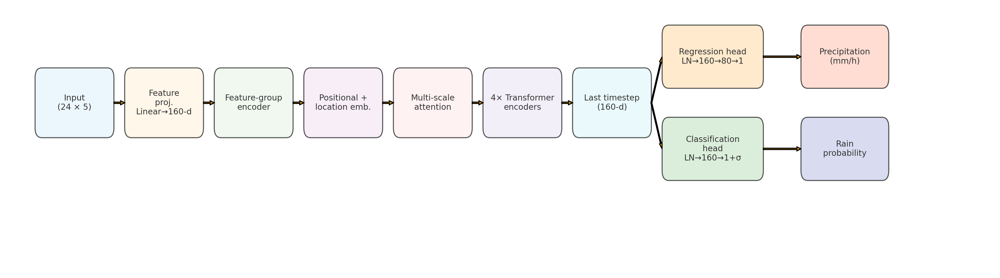 Input
(24 × 5)
Feature
proj.
Linear→160-d
Feature-group
encoder
Positional +
location emb.
Multi-scale
attention
4× Transformer
encoders
Last timestep
(160-d)
Regression head
LN→160→80→1
Precipitation
(mm/h)
Classification
head
LN→160→1+σ
Rain
probability